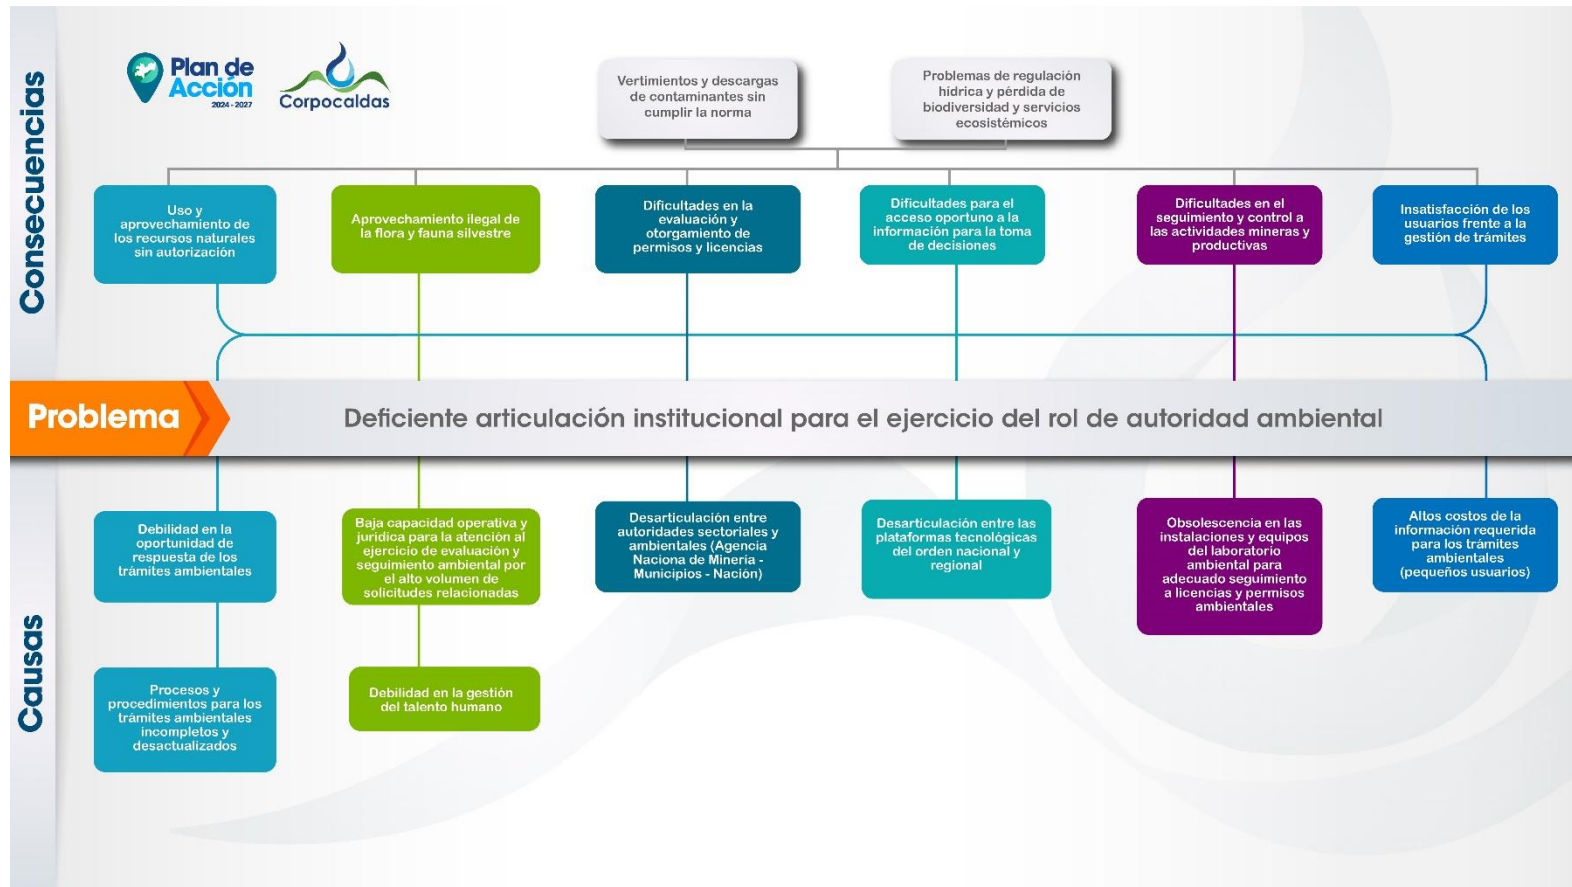 Plan de
Acción
2024 - 2027
Corpocaldas
Consecuencias
Vertimientos y descargas
de contaminantes sin
cumplir la norma
Problemas de regulación
hídrica y pérdida de
biodiversidad y servicios
ecosistémicos
Uso y
aprovechamiento de
los recursos naturales
sin autorización
Aprovechamiento ilegal de
la flora y fauna silvestre
Dificultades en la
evaluación y
otorgamiento de
permisos y licencias
Dificultades para el
acceso oportuno a la
información para la toma
de decisiones
Dificultades en el
seguimiento y control a
las actividades mineras y
productivas
Insatisfacción de los
usuarios frente a la
gestión de trámites
Problema
Deficiente articulación institucional para el ejercicio del rol de autoridad ambiental
Causas
Debilidad en la
oportunidad de
respuesta de los
trámites ambientales
Baja capacidad operativa y
jurídica para la atención al
ejercicio de evaluación y
seguimiento ambiental por
el alto volumen de
solicitudes relacionadas
Desarticulación entre
autoridades sectoriales y
ambientales (Agencia
Naciona de Minería -
Municipios - Nación)
Desarticulación entre las
plataformas tecnológicas
del orden nacional y
regional
Obsolescencia en las
instalaciones y equipos
del laboratorio
ambiental para
adecuado seguimiento
a licencias y permisos
ambientales
Altos costos de la
información requerida
para los trámites
ambientales
(pequeños usuarios)
Procesos y
procedimientos para los
trámites ambientales
incompletos y
desactualizados
Debilidad en la gestión
del talento humano